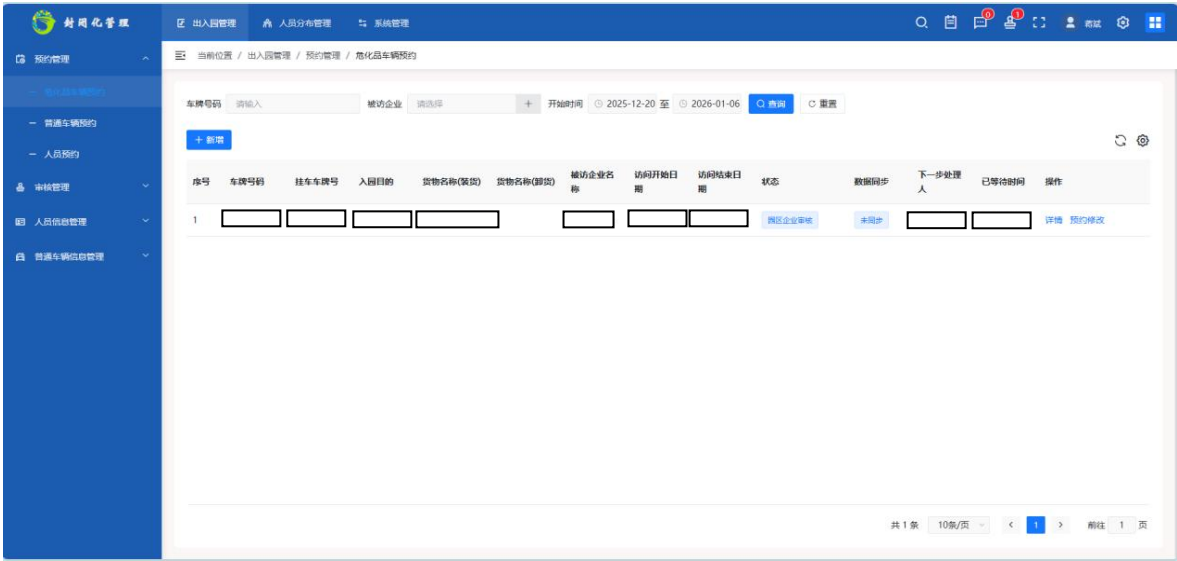 封闭化管理
出入园管理 人员分布管理 系统管理
0 1
预约管理
当前位置 / 出入园管理 / 预约管理 / 危化品车辆预约
危化品车辆预约
车牌号码 请输入 被访企业 请选择 + 开始时间 2025-12-20 至 2026-01-06 查询 重置
普通车辆预约
+ 新增
人员预约
审核管理
序号 车牌号码 挂车车牌号 入园目的 货物名称(装货) 货物名称(卸货) 被访企业名称 访问开始日期 访问结束日期 状态 数据同步 下一步处理人 已等待时间 操作
人员信息管理
1 园区企业审核 未同步 详情 预约修改
普通车辆信息管理
共 1 条 10条/页 < 1 > 前往 1 页